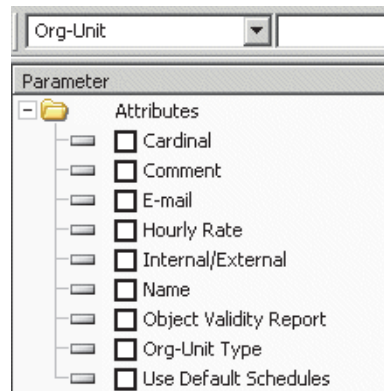 Org-Unit
Parameter
Attributes
Cardinal
Comment
E-mail
Hourly Rate
Internal/External
Name
Object Validity Report
Org-Unit Type
Use Default Schedules